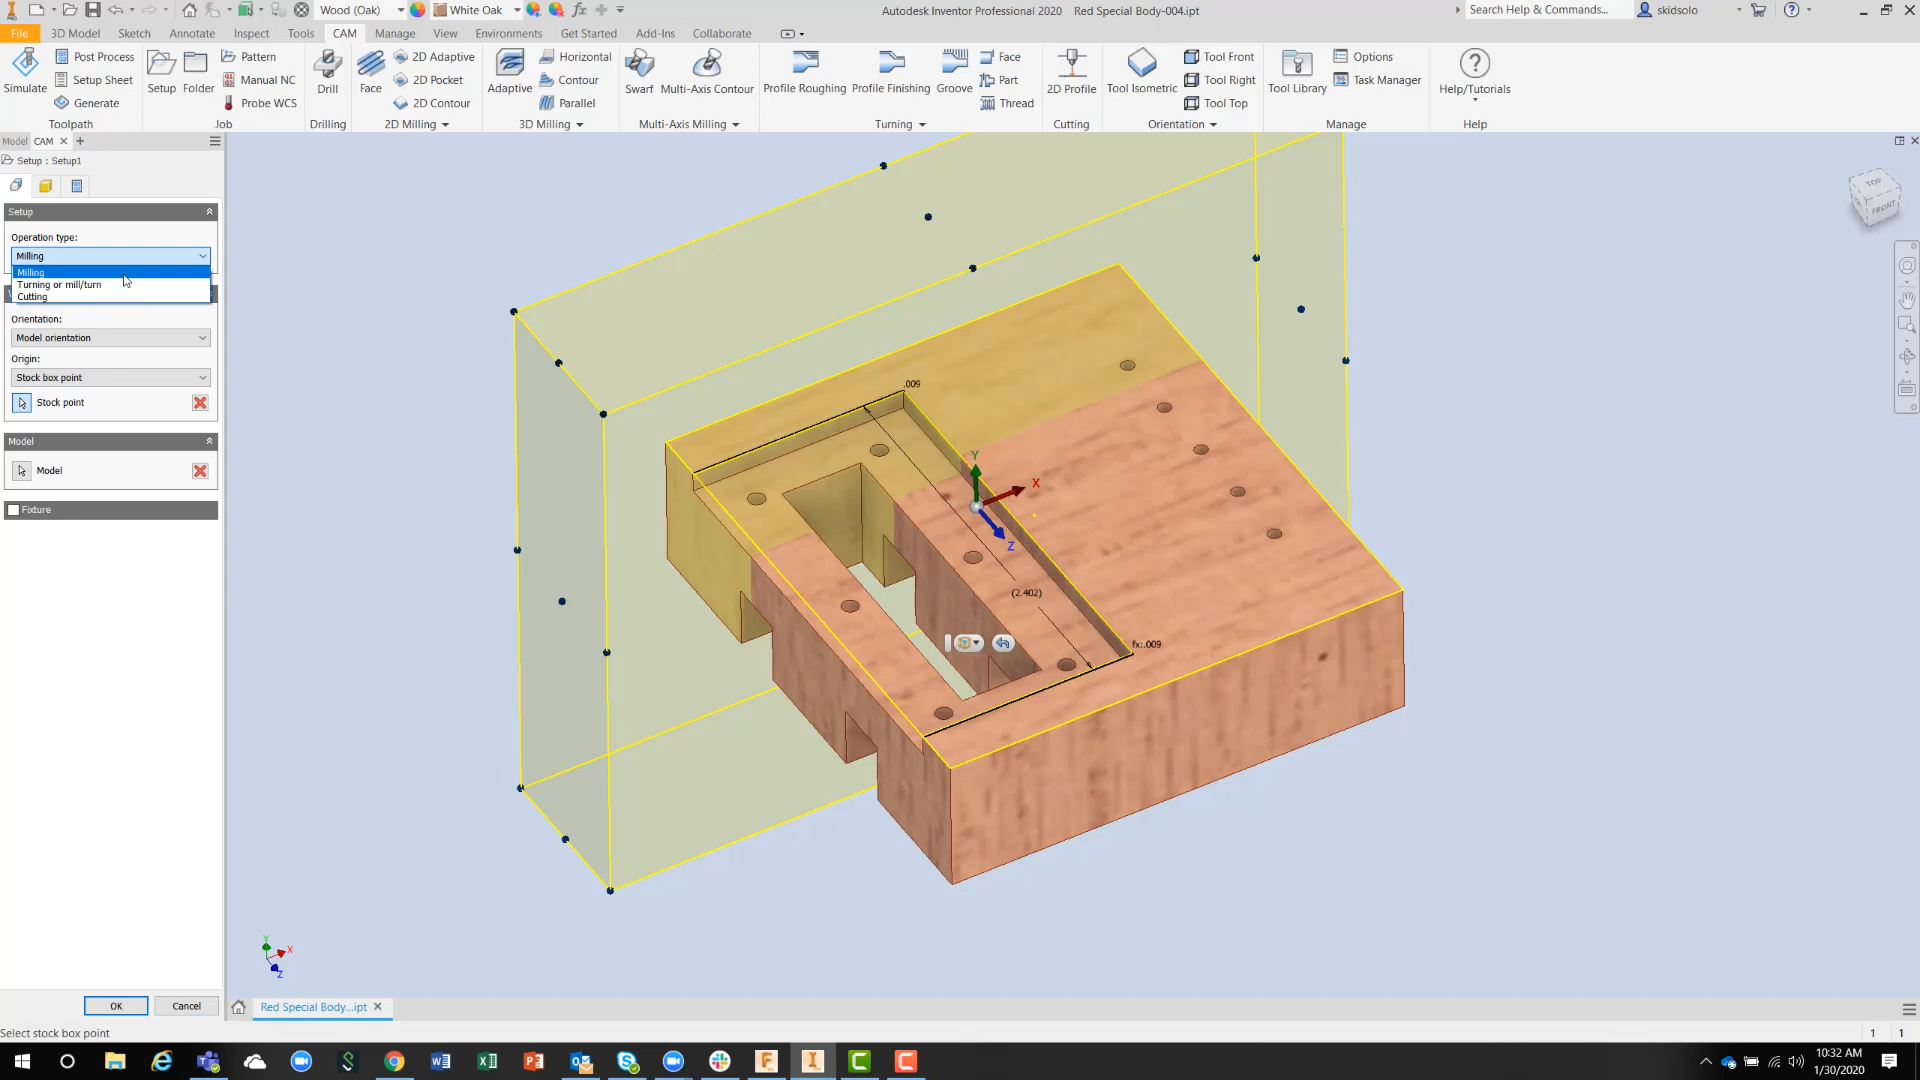 Wood (Oak) White Oak Autodesk Inventor Professional 2020 Red Special Body-004.ipt Search Help & Commands... skidsolo
File 3D Model Sketch Annotate Inspect Tools CAM Manage View Environments Get Started Add-Ins Collaborate
Simulate
Post Process
Setup Sheet
Generate
Toolpath
Setup
Folder
Pattern
Manual NC
Probe WCS
Job
Drill
Drilling
Face
2D Adaptive
2D Pocket
2D Contour
2D Milling
Adaptive
Horizontal
Contour
Parallel
3D Milling
Swarf
Multi-Axis Contour
Multi-Axis Milling
Profile Roughing
Profile Finishing
Groove
Face
Part
Thread
Turning
2D Profile
Cutting
Tool Isometric
Tool Front
Tool Right
Tool Top
Orientation
Tool Library
Options
Task Manager
Manage
Help/Tutorials
Help
Model CAM
Setup : Setup1
Setup
Operation type:
Milling
Milling
Turning or mill/turn
Cutting
Orientation:
Model orientation
Origin:
Stock box point
Stock point
Model
Model
Fixture
OK Cancel
TOP
FRONT
.009
Y
X
Z
(2.402)
fx:.009
Y
X
Z
Red Special Body...ipt
Select stock box point
1 1
10:32 AM
1/30/2020